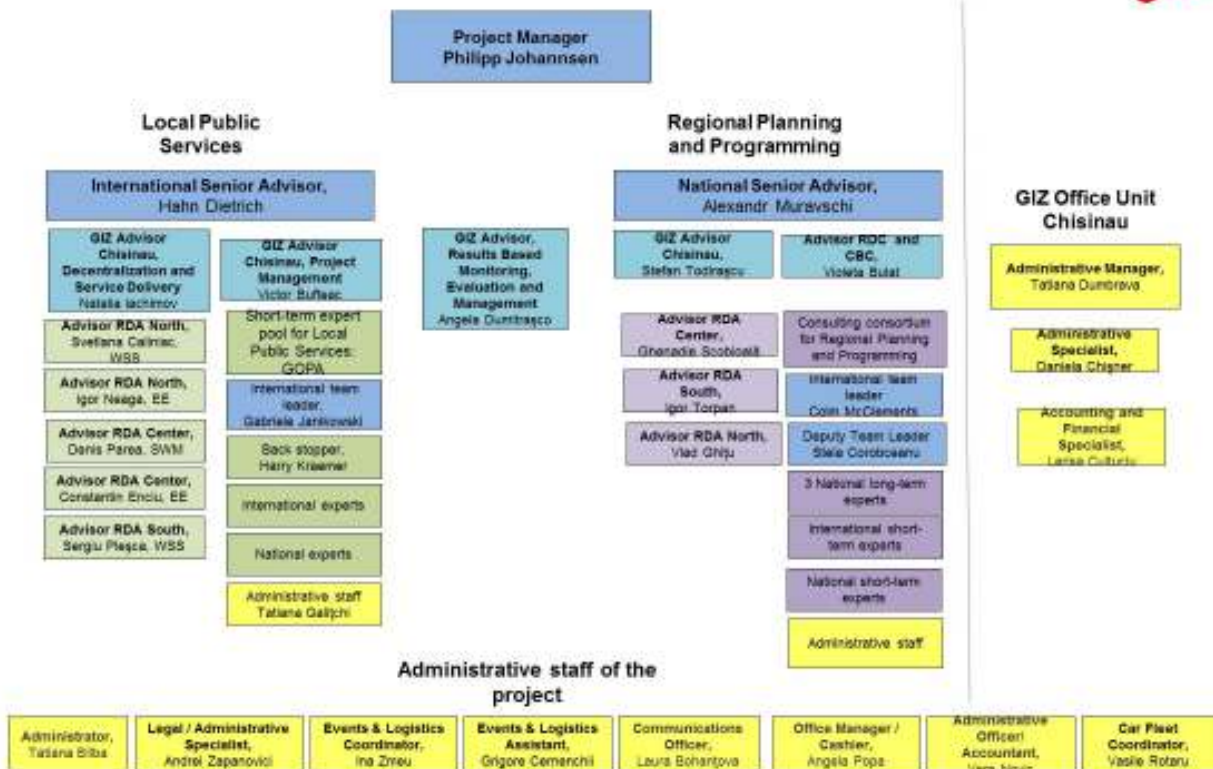 Project Manager
Philipp Johannsen
Local Public
Services
Regional Planning
and Programming
International Senior Advisor,
Hahn Dietrich
National Senior Advisor,
Alexandr Muravschi
GIZ Office Unit
Chisinau
GIZ Advisor
Chisinau,
Decentralization and
Service Delivery
Natalia Iachimov
GIZ Advisor
Chisinau, Project
Management
Victor
GIZ Advisor,
Results Based
Monitoring,
Evaluation and
Management
Angela Dumitrașco
GIZ Advisor
Chisinau,
Stefan Todirașcu
Advisor RDC and
CBC,
Violeta Bulat
Administrative Manager,
Tatiana Dumbrava
Advisor RDA North,
Svetlana Caliniac,
WSS
Short-term expert
pool for Local
Public Services:
GOPA
Advisor RDA
Center,
Consulting consortium
for Regional Planning
and Programming
Administrative
Specialist,
Daniela
Advisor RDA North,
Igor Neaga, EE
International team
leader,
Gabriele Janikowski
Advisor RDA
South,
Igor Torpan
International team
leader
Colm McClements
Advisor RDA Center,
Denis Parea, SWM
Back stopper,
Harry Kraemer
Advisor RDA North,
Vlad Ghițu
Deputy Team Leader
Stela Corobceanu
Accounting and
Financial
Specialist,
Advisor RDA Center,
Constantin Enciu, EE
International experts
3 National long-term
experts
Advisor RDA South,
Sergiu Pleșca, WSS
National experts
International short-
term experts
Administrative staff
Tatiana Galițchi
National short-term
experts
Administrative staff
Administrative staff of the
project
Administrator,
Tatiana Bilba
Legal / Administrative
Specialist,
Andrei Zapanovici
Events & Logistics
Coordinator,
Ina Zmeu
Events & Logistics
Assistant,
Grigore Cemenchii
Communications
Officer,
Laura Bohanțova
Office Manager /
Cashier,
Angela Popa
Administrative
Officer/
Accountant,
Car Fleet
Coordinator,
Vasile Rotaru